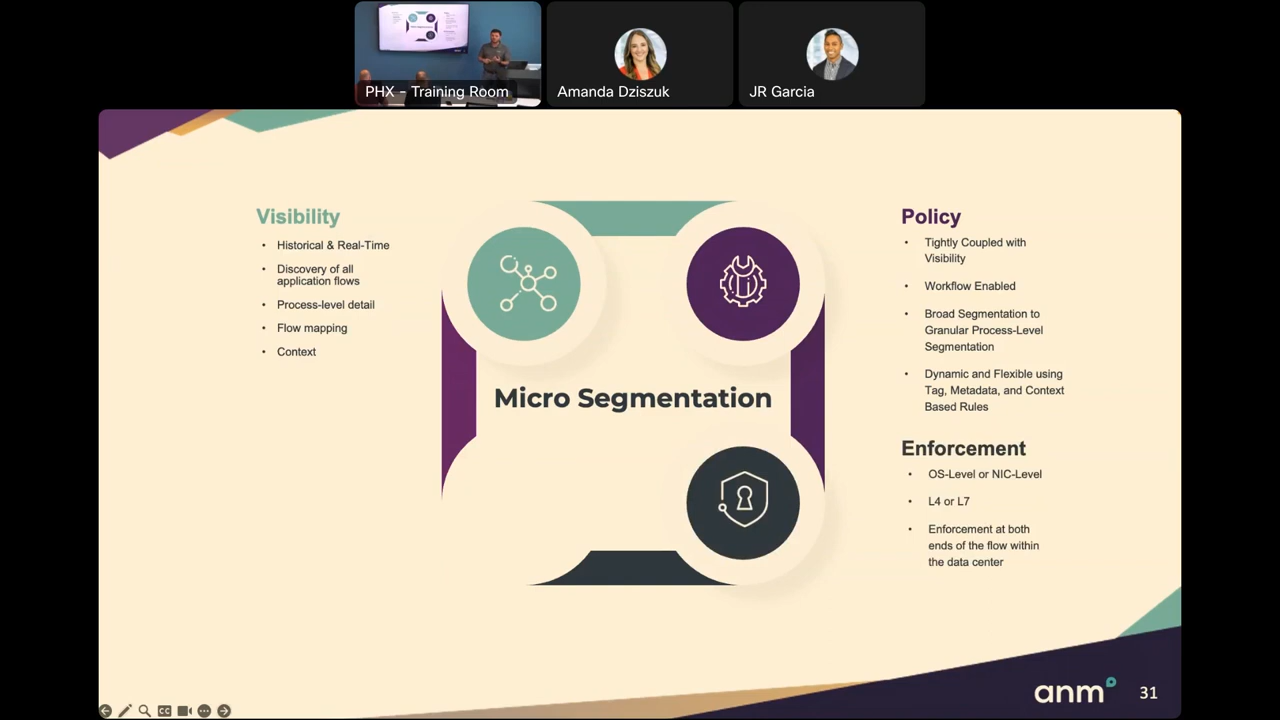 PHX - Training Room
Amanda Dziszuk
JR Garcia
Visibility
• Historical & Real-Time
• Discovery of all
application flows
• Process-level detail
• Flow mapping
• Context
Micro Segmentation
Policy
• Tightly Coupled with
Visibility
• Workflow Enabled
• Broad Segmentation to
Granular Process-Level
Segmentation
• Dynamic and Flexible using
Tag, Metadata, and Context
Based Rules
Enforcement
• OS-Level or NIC-Level
• L4 or L7
• Enforcement at both
ends of the flow within
the data center
anm
31
CC